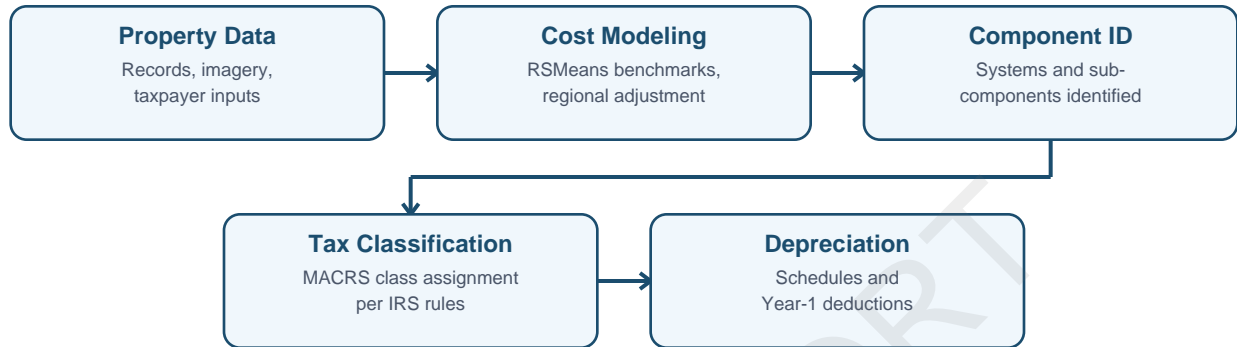 Property Data
Records, imagery,
taxpayer inputs
Cost Modeling
RSMeans benchmarks,
regional adjustment
Component ID
Systems and sub-
components identified
Tax Classification
MACRS class assignment
per IRS rules
Depreciation
Schedules and
Year-1 deductions